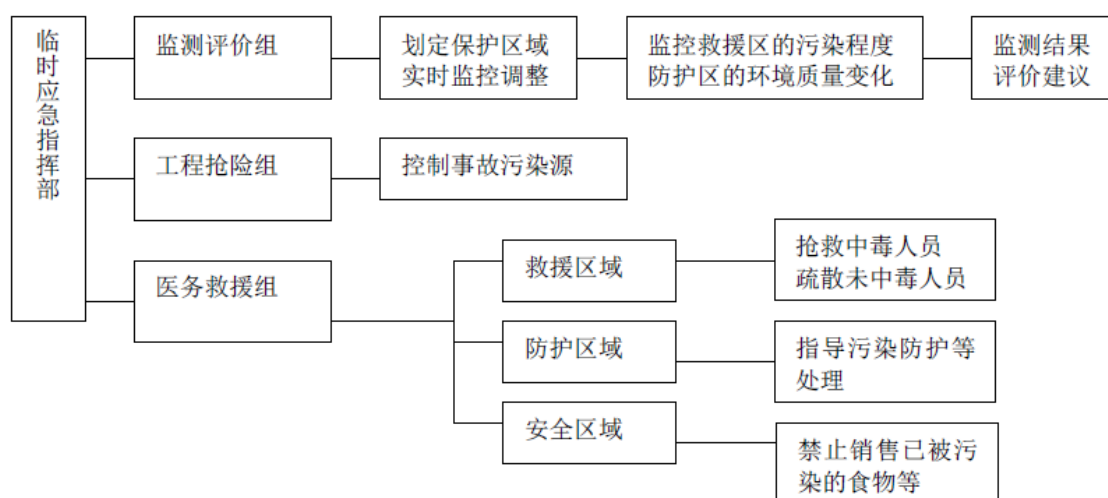 临时应急指挥部
监测评价组
划定保护区域
实时监控调整
监控救援区的污染程度
防护区的环境质量变化
监测结果
评价建议
工程抢险组
控制事故污染源
医务救援组
救援区域
抢救中毒人员
疏散未中毒人员
防护区域
指导污染防护等
处理
安全区域
禁止销售已被污
染的食物等